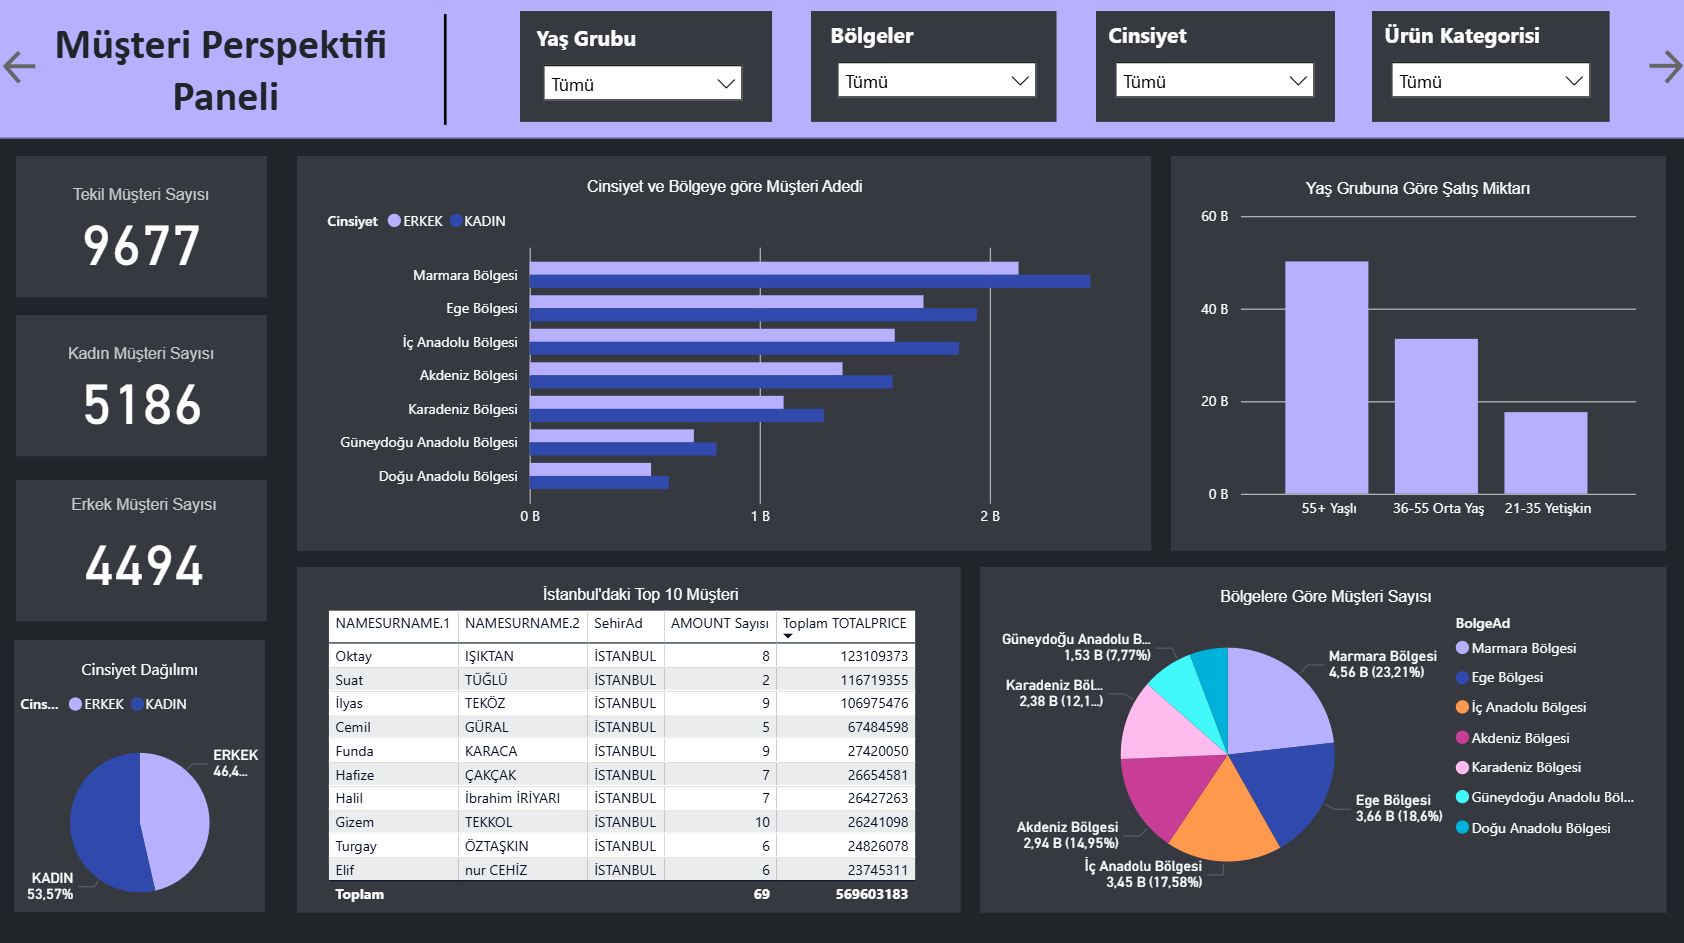 Müşteri Perspektifi
Paneli
Yaş Grubu
Tümü
Bölgeler
Tümü
Cinsiyet
Tümü
Ürün Kategorisi
Tümü
Tekil Müşteri Sayısı
9677
Kadın Müşteri Sayısı
5186
Erkek Müşteri Sayısı
4494
Cinsiyet Dağılımı
Cins... ERKEK KADIN
ERKEK
46,4...
KADIN
53,57%
Cinsiyet ve Bölgeye göre Müşteri Adedi
Cinsiyet ERKEK KADIN
Marmara Bölgesi
Ege Bölgesi
İç Anadolu Bölgesi
Akdeniz Bölgesi
Karadeniz Bölgesi
Güneydoğu Anadolu Bölgesi
Doğu Anadolu Bölgesi
0 B 1 B 2 B
Yaş Grubuna Göre Şatış Miktarı
60 B
40 B
20 B
0 B
55+ Yaşlı 36-55 Orta Yaş 21-35 Yetişkin
İstanbul'daki Top 10 Müşteri
NAMESURNAME.1 NAMESURNAME.2 SehirAd AMOUNT Sayısı Toplam TOTALPRICE
Oktay IŞIKTAN İSTANBUL 8 123109373
Suat TÜĞLÜ İSTANBUL 2 116719355
İlyas TEKÖZ İSTANBUL 9 106975476
Cemil GÜRAL İSTANBUL 5 67484598
Funda KARACA İSTANBUL 9 27420050
Hafize ÇAKÇAK İSTANBUL 7 26654581
Halil İbrahim İRİYARI İSTANBUL 7 26427263
Gizem TEKKOL İSTANBUL 10 26241098
Turgay ÖZTAŞKIN İSTANBUL 6 24826078
Elif nur CEHİZ İSTANBUL 6 23745311
Toplam 69 569603183
Bölgelere Göre Müşteri Sayısı
Güneydoğu Anadolu B...
1,53 B (7,77%)
Karadeniz Böl...
2,38 B (12,1...)
Akdeniz Bölgesi
2,94 B (14,95%)
İç Anadolu Bölgesi
3,45 B (17,58%)
Marmara Bölgesi
4,56 B (23,21%)
Ege Bölgesi
3,66 B (18,6%)
BolgeAd
Marmara Bölgesi
Ege Bölgesi
İç Anadolu Bölgesi
Akdeniz Bölgesi
Karadeniz Bölgesi
Güneydoğu Anadolu Böl...
Doğu Anadolu Bölgesi